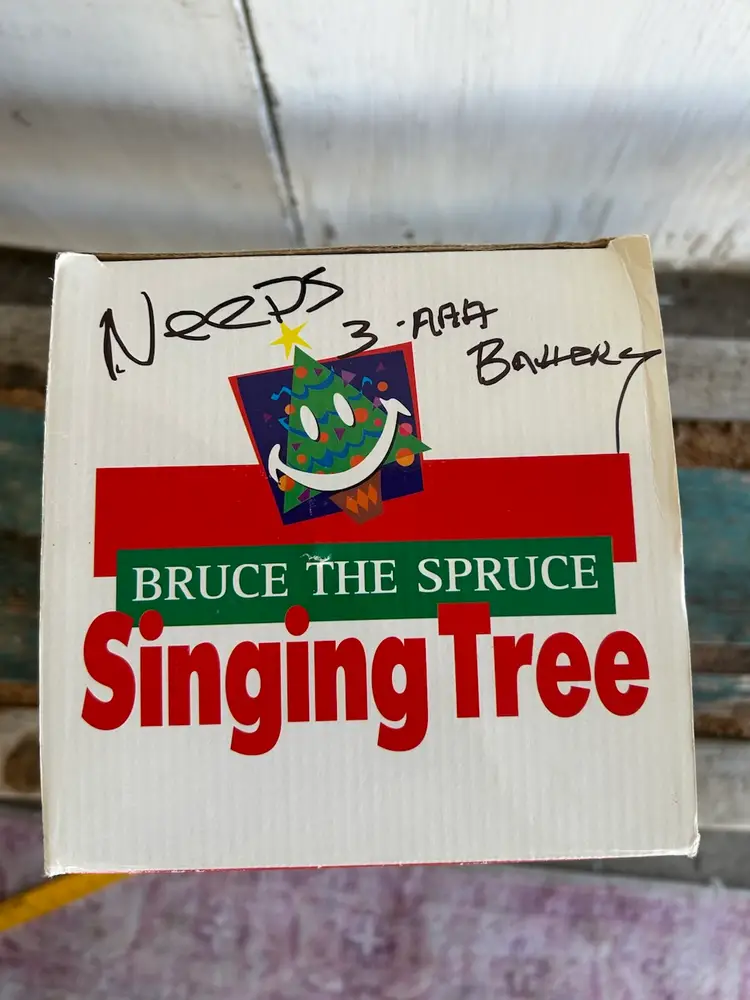 Needs
3-AAA
Battery
BRUCE THE SPRUCE
Singing Tree